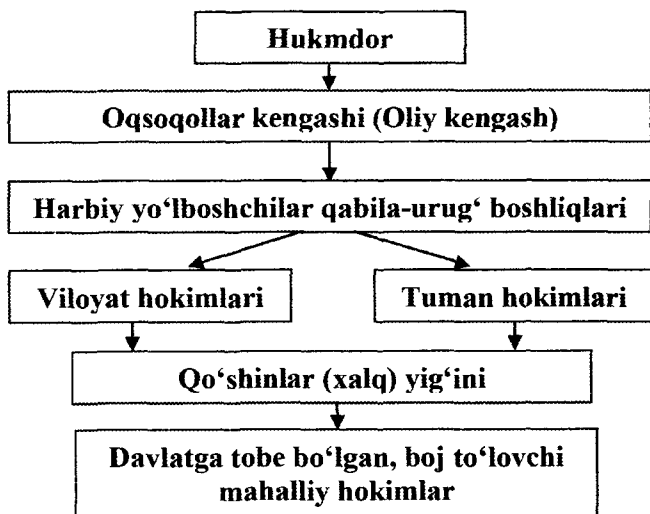 Hukmdor
Oqsoqollar kengashi (Oliy kengash)
Harbiy yo‘lboshchilar qabila-urug‘ boshliqlari
Viloyat hokimlari
Tuman hokimlari
Qo‘shinlar (xalq) yig‘ini
Davlatga tobe bo‘lgan, boj to‘lovchi
mahalliy hokimlar